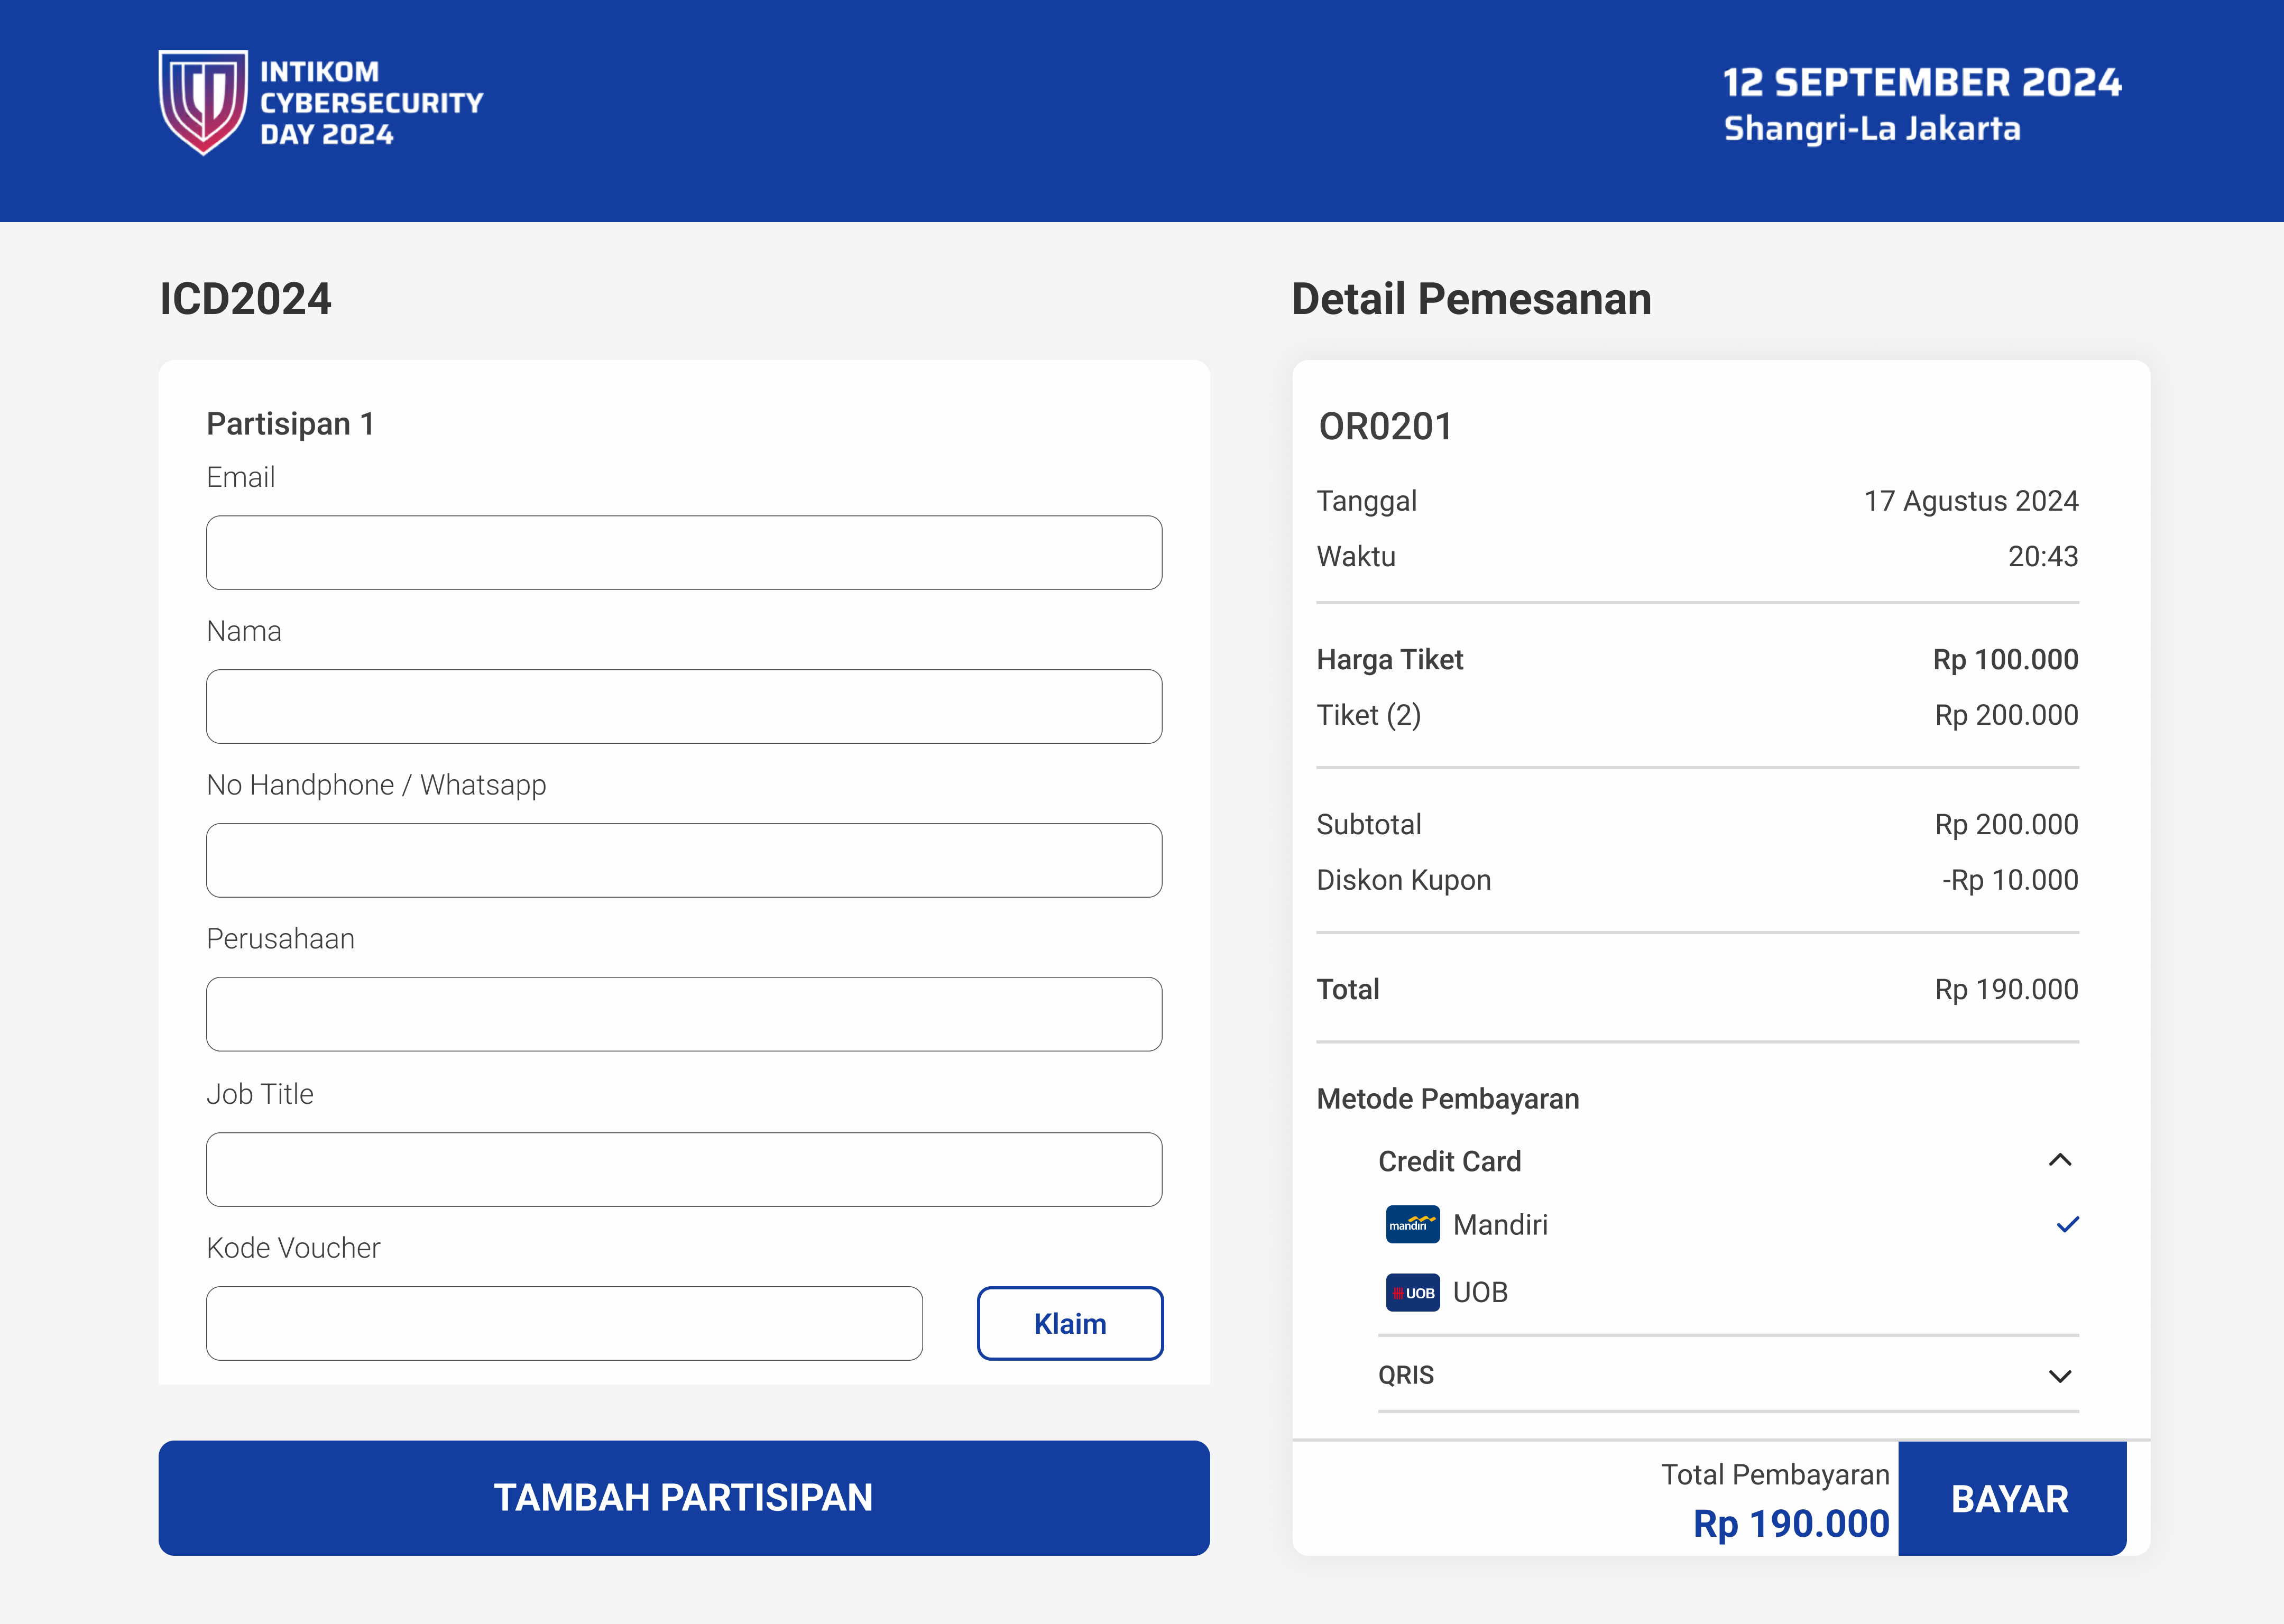 INTIKOM
CYBERSECURITY
DAY 2024
12 SEPTEMBER 2024
Shangri-La Jakarta
ICD2024
Partisipan 1
Email
Nama
No Handphone / Whatsapp
Perusahaan
Job Title
Kode Voucher
Klaim
TAMBAH PARTISIPAN
Detail Pemesanan
OR0201
Tanggal 17 Agustus 2024
Waktu 20:43
Harga Tiket Rp 100.000
Tiket (2) Rp 200.000
Subtotal Rp 200.000
Diskon Kupon -Rp 10.000
Total Rp 190.000
Metode Pembayaran
Credit Card
mandiri Mandiri
UOB UOB
QRIS
Total Pembayaran
Rp 190.000
BAYAR